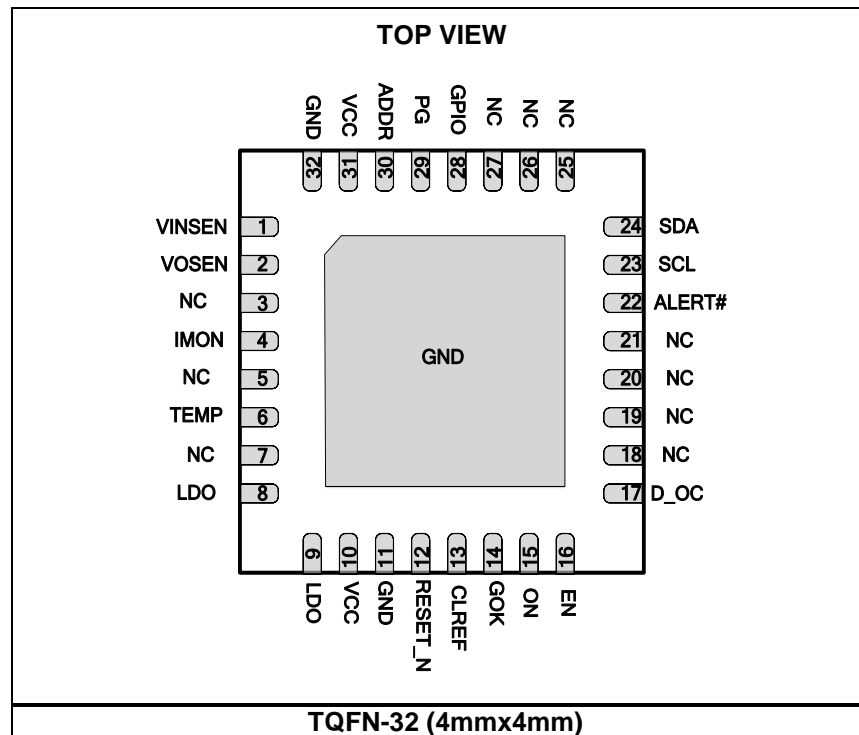 TOP VIEW
GND VCC ADDR PG GPIO NC NC NC
32 31 30 29 28 27 26 25
VINSEN 1
VOSEN 2
NC 3
IMON 4
NC 5
TEMP 6
NC 7
LDO 8
GND
24 SDA
23 SCL
22 ALERT#
21 NC
20 NC
19 NC
18 NC
17 D_OC
9 10 11 12 13 14 15 16
LDO VCC GND RESET_N CLREF GOK ON EN
TQFN-32 (4mmx4mm)